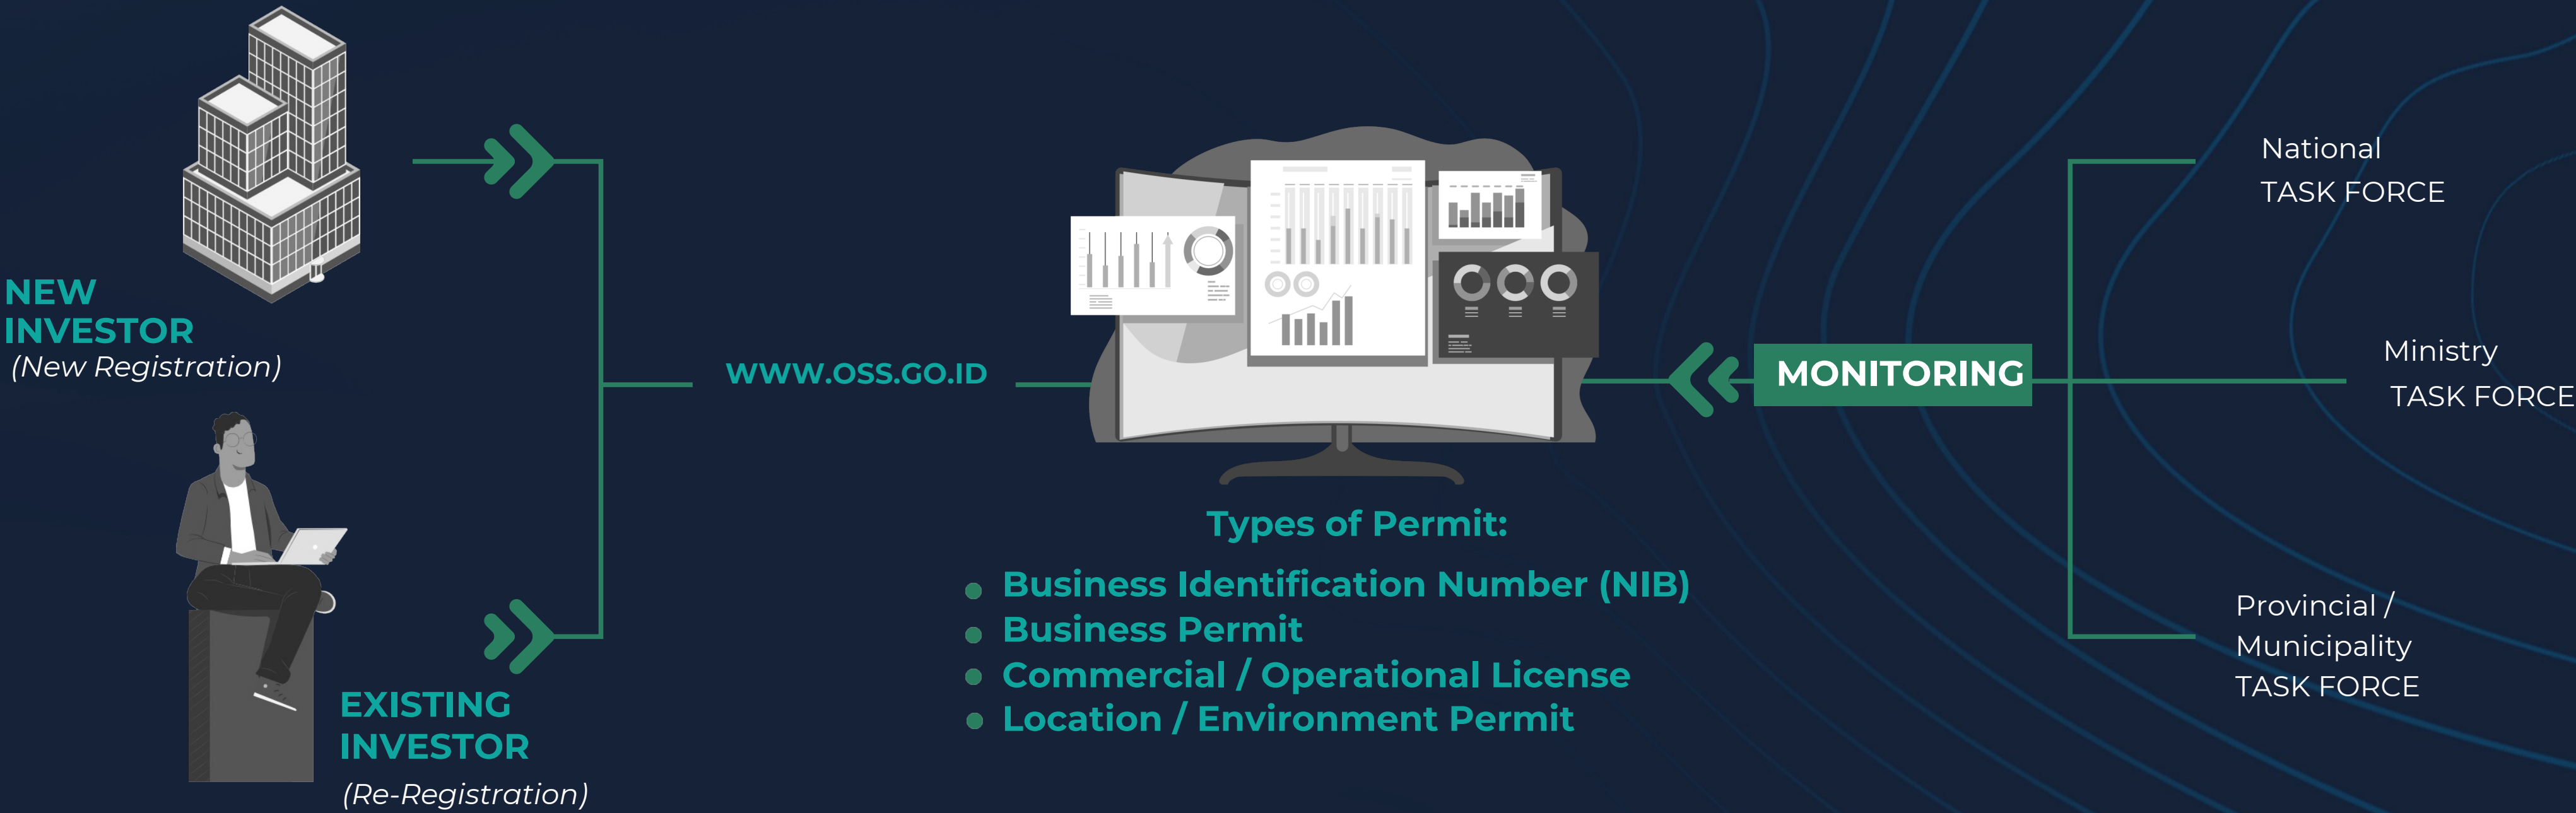 NEW
INVESTOR
(New Registration)
EXISTING
INVESTOR
(Re-Registration)
WWW.OSS.GO.ID
Types of Permit:
Business Identification Number (NIB)
Business Permit
Commercial / Operational License
Location / Environment Permit
MONITORING
National
TASK FORCE
Ministry
TASK FORCE
Provincial /
Municipality
TASK FORCE